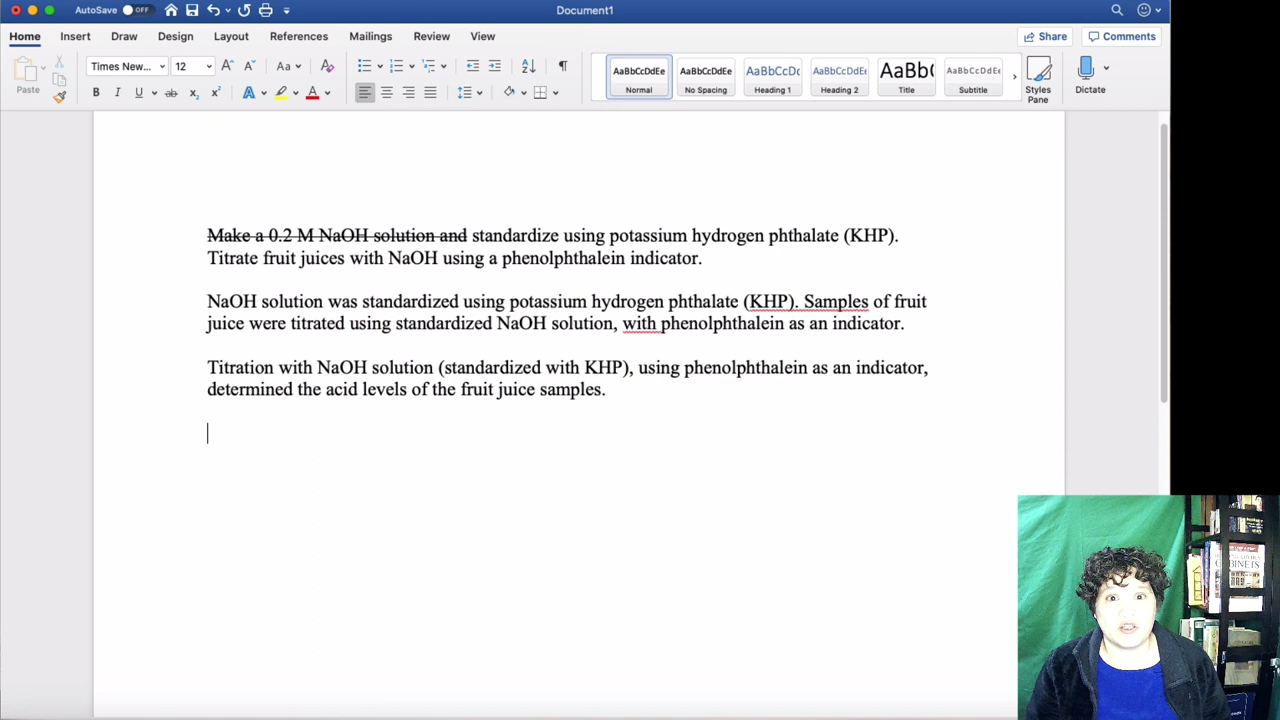 AutoSave OFF Document1
Home Insert Draw Design Layout References Mailings Review View Share Comments
Paste Times New... 12 Aa Dictate
AaBbCcDdEe AaBbCcDdEe AaBbCcDc AaBbCcDdEe AaBb( AaBbCcDdEe
Normal No Spacing Heading 1 Heading 2 Title Subtitle Styles Pane
Make a 0.2 M NaOH solution and standardize using potassium hydrogen phthalate (KHP).
Titrate fruit juices with NaOH using a phenolphthalein indicator.
NaOH solution was standardized using potassium hydrogen phthalate (KHP). Samples of fruit
juice were titrated using standardized NaOH solution, with phenolphthalein as an indicator.
Titration with NaOH solution (standardized with KHP), using phenolphthalein as an indicator,
determined the acid levels of the fruit juice samples.